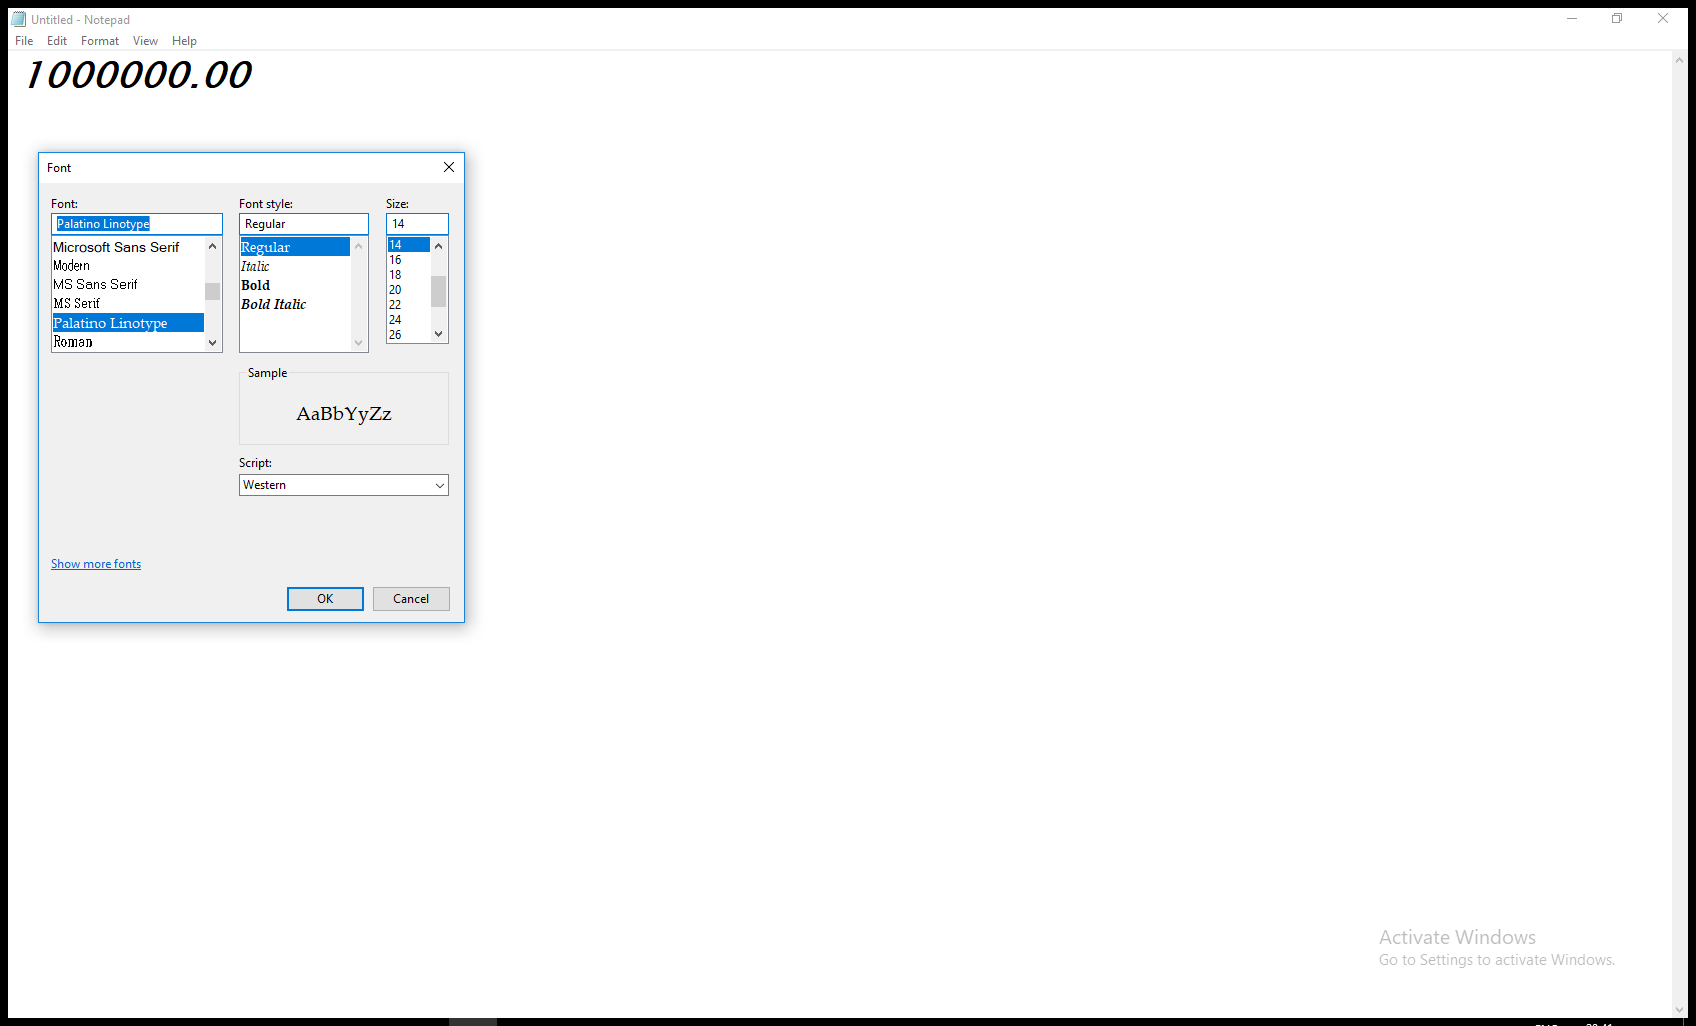 Untitled - Notepad
File Edit Format View Help
1000000.00
Font
Font:
Palatino Linotype
Microsoft Sans Serif
Modern
MS Sans Serif
MS Serif
Palatino Linotype
Roman
Font style:
Regular
Regular
Italic
Bold
Bold Italic
Size:
14
14
16
18
20
22
24
26
Sample
AaBbYyZz
Script:
Western
Show more fonts
OK Cancel
Activate Windows
Go to Settings to activate Windows.